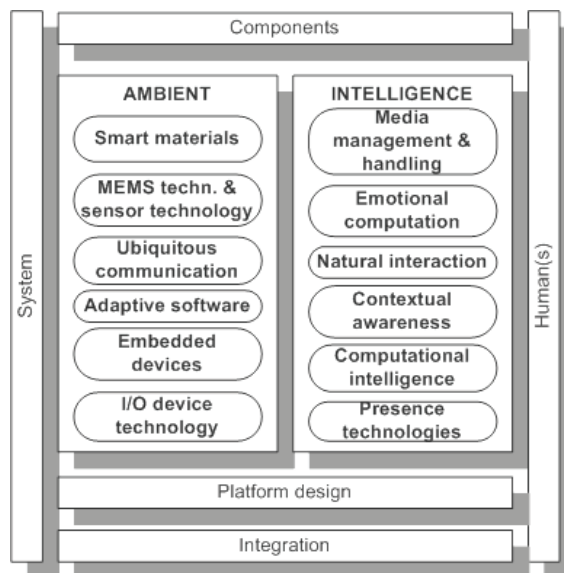 Components
System
AMBIENT
Smart materials
MEMS techn. &
sensor technology
Ubiquitous
communication
Adaptive software
Embedded
devices
I/O device
technology
INTELLIGENCE
Media
management &
handling
Emotional
computation
Natural interaction
Contextual
awareness
Computational
intelligence
Presence
technologies
Human(s)
Platform design
Integration